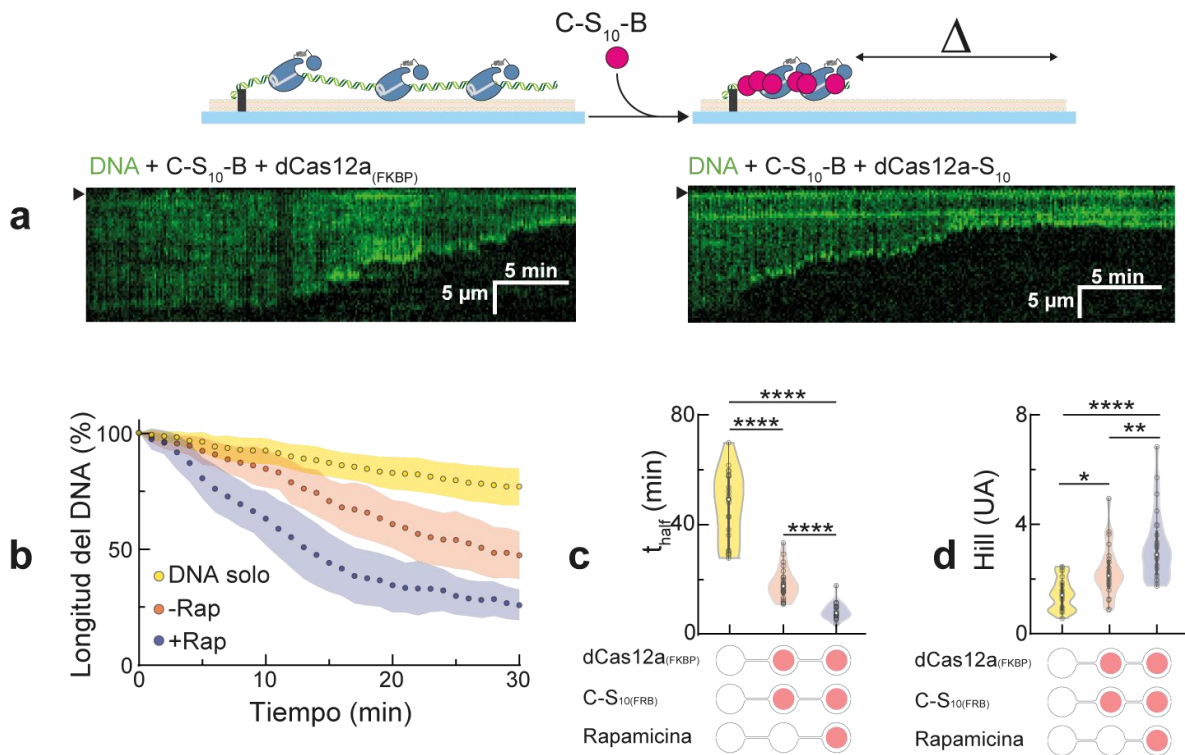 C-S10-B
Δ
DNA + C-S10-B + dCas12a(FKBP)
DNA + C-S10-B + dCas12a-S10
a
5 min
5 µm
5 min
5 µm
b
Longitud del DNA (%)
100
50
0
0
10
20
30
Tiempo (min)
DNA solo
-Rap
+Rap
c
thalf (min)
80
40
0
****
****
****
dCas12a(FKBP)
C-S10(FRB)
Rapamicina
d
Hill (UA)
8
4
0
****
**
*
dCas12a(FKBP)
C-S10(FRB)
Rapamicina